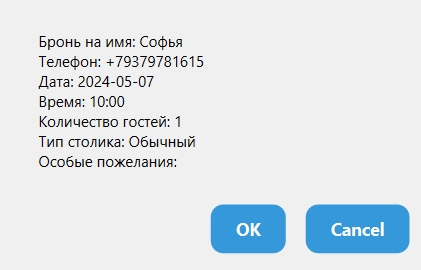 Бронь на имя: Софья
Телефон: +79379781615
Дата: 2024-05-07
Время: 10:00
Количество гостей: 1
Тип столика: Обычный
Особые пожелания:
OK
Cancel